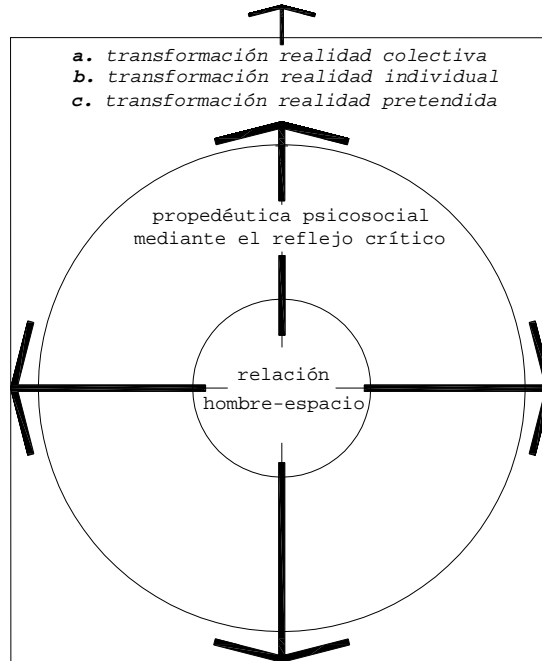 a. transformación realidad colectiva
b. transformación realidad individual
c. transformación realidad pretendida
propedéutica psicosocial
mediante el reflejo crítico
relación
hombre-espacio